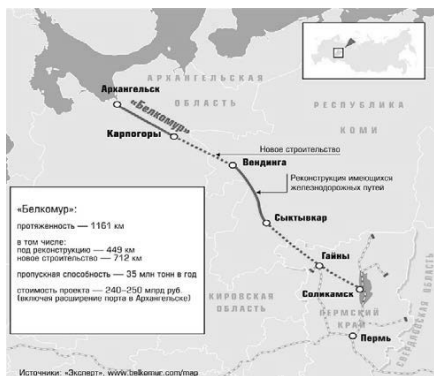 АРХАНГЕЛЬСКАЯ
ОБЛАСТЬ
Архангельск
«Белкомур»
РЕСПУБЛИКА
КОМИ
Карпогоры
Новое строительство
Вендинга
Реконструкция имеющихся
железнодорожных путей
«Белкомур»:
протяженность — 1161 км
в том числе:
под реконструкцию — 449 км
новое строительство — 712 км
пропускная способность — 35 млн тонн в год
стоимость проекта — 240–250 млрд руб.
(включая расширение порта в Архангельске)
Сыктывкар
Гайны
Соликамск
КИРОВСКАЯ
ОБЛАСТЬ
ПЕРМСКИЙ
КРАЙ
Пермь
СВЕРДЛОВСКАЯ ОБЛАСТЬ
Источники: «Эксперт», www.belkomur.com/map